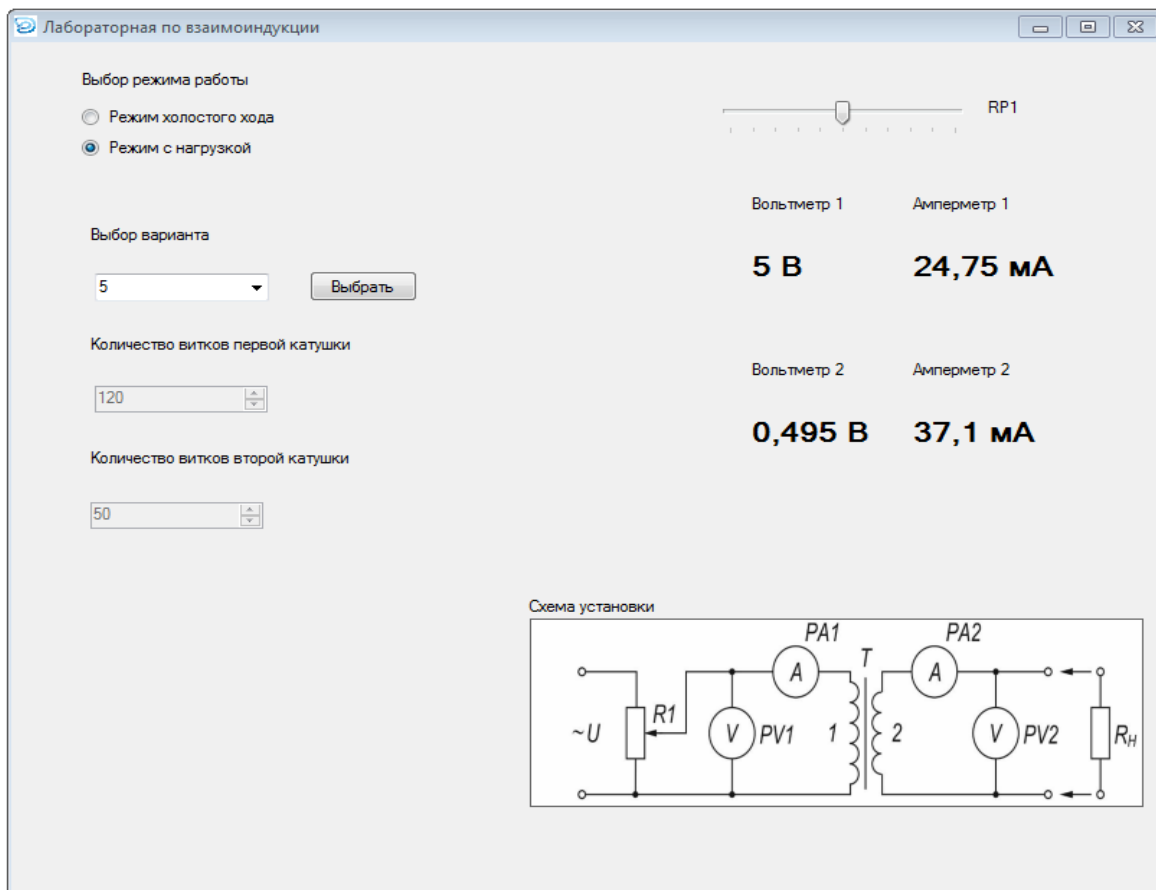 Лабораторная по взаимоиндукции
Выбор режима работы
Режим холостого хода
Режим с нагрузкой
RP1
Вольтметр 1
Амперметр 1
5 В
24,75 мА
Выбор варианта
5
Выбрать
Количество витков первой катушки
120
Вольтметр 2
Амперметр 2
0,495 В
37,1 мА
Количество витков второй катушки
50
Схема установки
PA1
PA2
T
A
A
R1
~U
V
PV1
1
2
V
PV2
RН